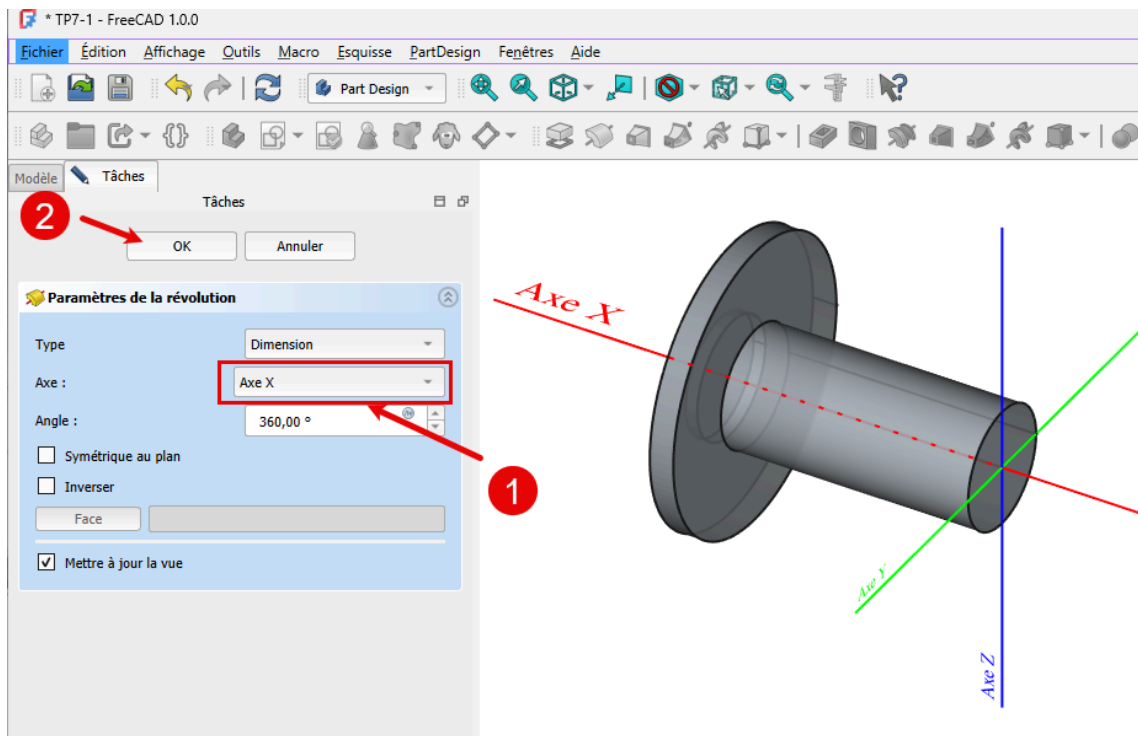 * TP7-1 - FreeCAD 1.0.0
Fichier Édition Affichage Outils Macro Esquisse PartDesign Fenêtres Aide
Part Design
Modèle Tâches
Tâches
2
OK Annuler
Paramètres de la révolution
Type Dimension
Axe : Axe X
Angle : 360,00 °
Symétrique au plan
Inverser
Face
Mettre à jour la vue
1
Axe X
Axe Y
Axe Z